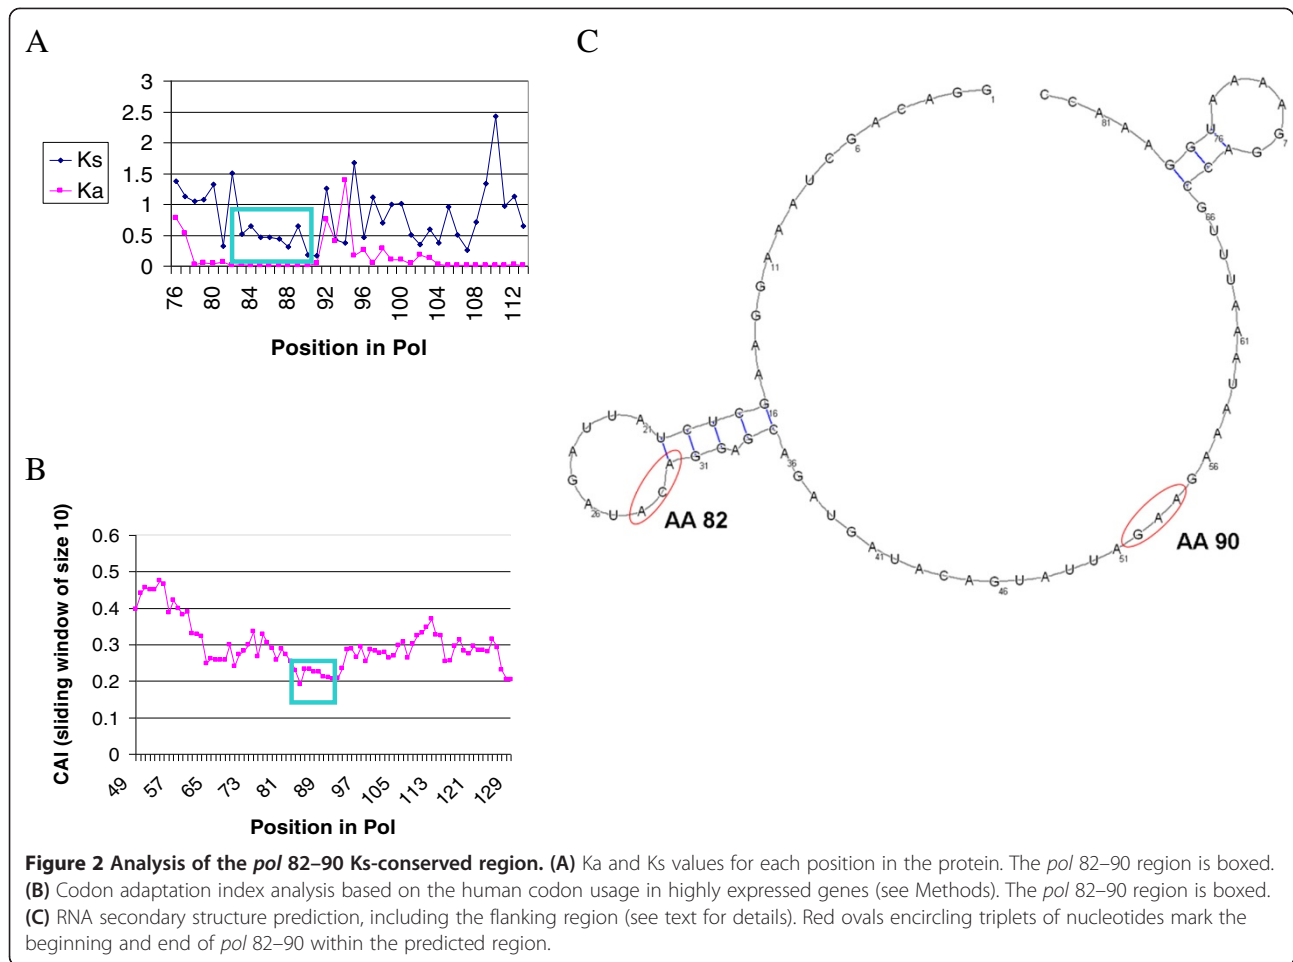 A
3
2.5
2
1.5
1
0.5
0
Ks
Ka
76
80
84
88
92
96
100
104
108
112
Position in Pol
B
0.6
0.5
0.4
0.3
0.2
0.1
0
CAI (sliding window of size 10)
49
57
65
73
81
89
97
105
113
121
129
Position in Pol
C
AA 82
AA 90
Figure 2 Analysis of the pol 82–90 Ks-conserved region. (A) Ka and Ks values for each position in the protein. The pol 82–90 region is boxed.
(B) Codon adaptation index analysis based on the human codon usage in highly expressed genes (see Methods). The pol 82–90 region is boxed.
(C) RNA secondary structure prediction, including the flanking region (see text for details). Red ovals encircling triplets of nucleotides mark the
beginning and end of pol 82–90 within the predicted region.